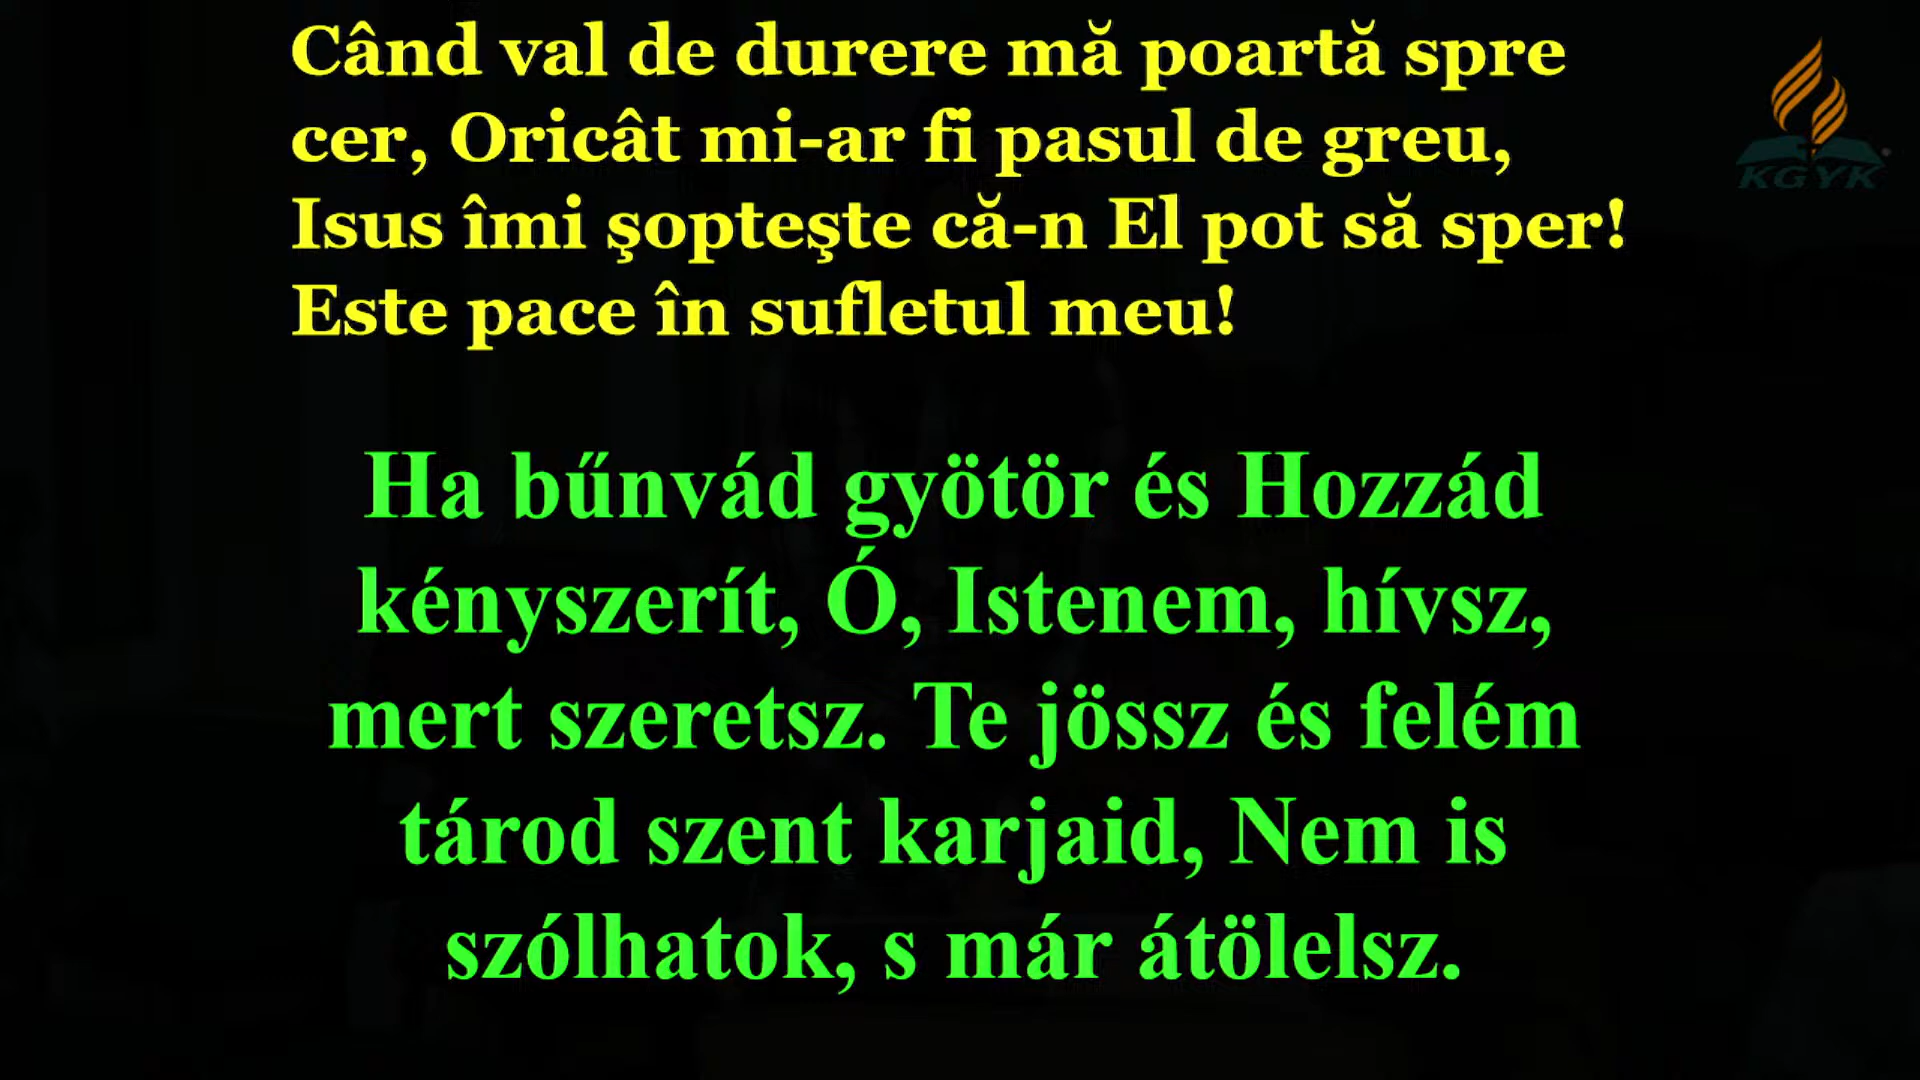 Când val de durere mă poartă spre
cer, Oricât mi-ar fi pasul de greu,
Isus îmi şopteşte că-n El pot să sper!
Este pace în sufletul meu!
KGYK
Ha bűnvád gyötör és Hozzád
kényszerít, Ó, Istenem, hívsz,
mert szeretsz. Te jössz és felém
tárod szent karjaid, Nem is
szólhatok, s már átölelsz.